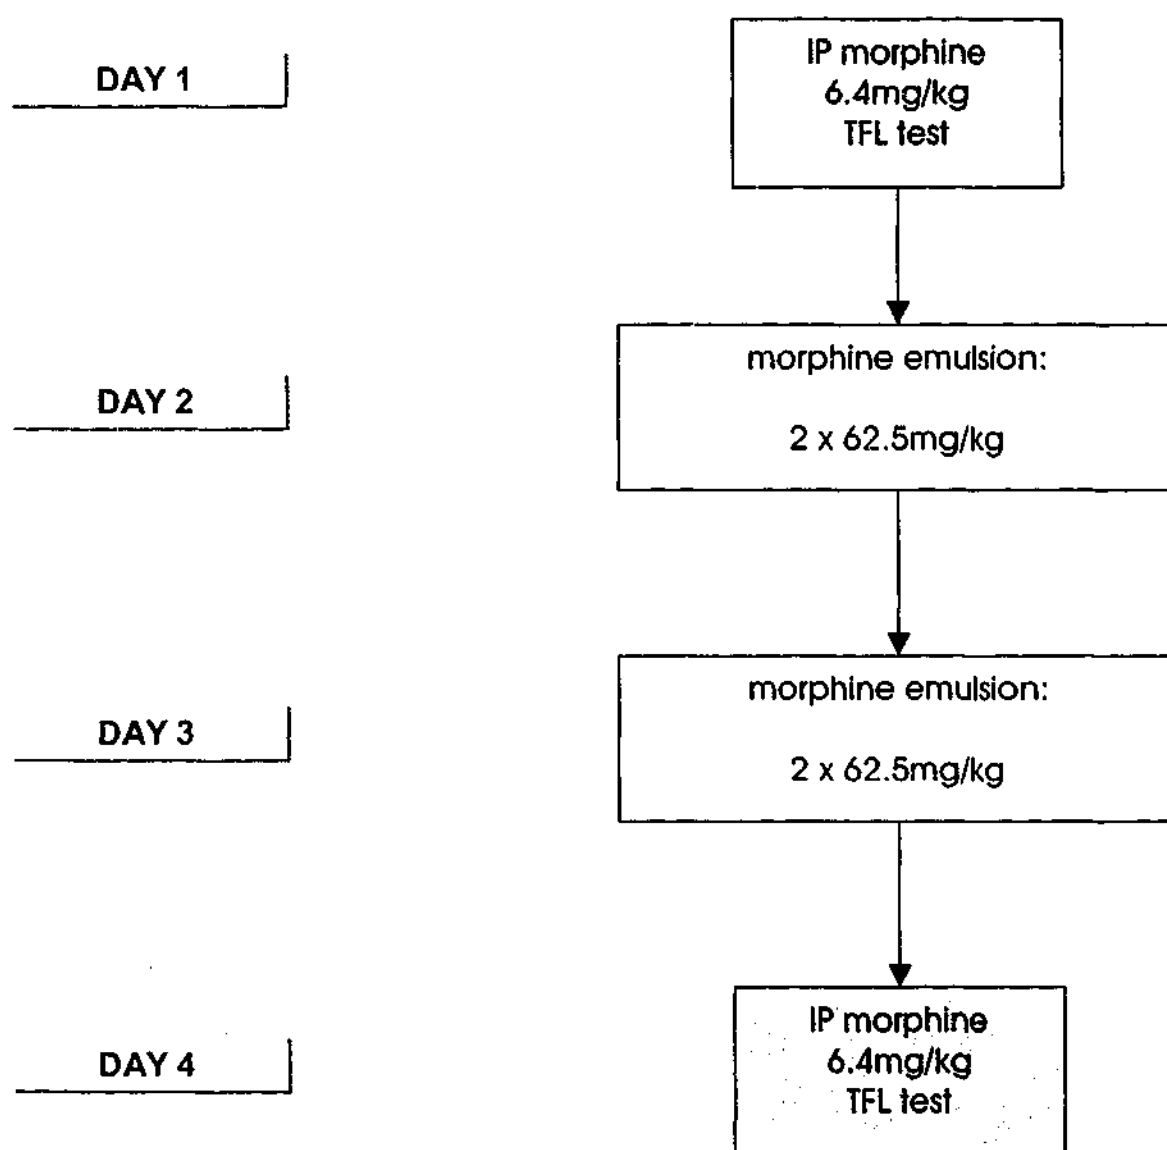 DAY 1
IP morphine
6.4mg/kg
TFL test
DAY 2
morphine emulsion:
2 x 62.5mg/kg
DAY 3
morphine emulsion:
2 x 62.5mg/kg
DAY 4
IP morphine
6.4mg/kg
TFL test